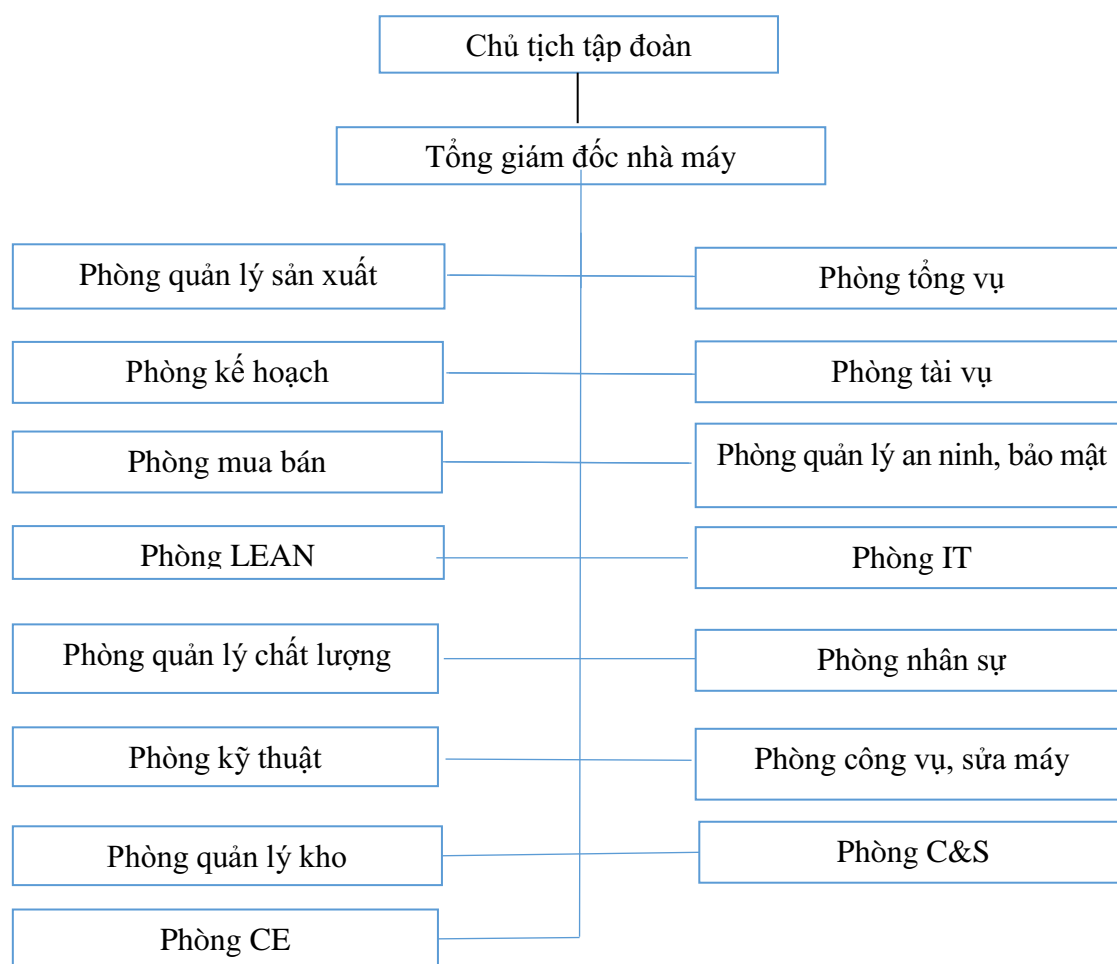 Chủ tịch tập đoàn
Tổng giám đốc nhà máy
Phòng quản lý sản xuất
Phòng tổng vụ
Phòng kế hoạch
Phòng tài vụ
Phòng mua bán
Phòng quản lý an ninh, bảo mật
Phòng LEAN
Phòng IT
Phòng quản lý chất lượng
Phòng nhân sự
Phòng kỹ thuật
Phòng công vụ, sửa máy
Phòng quản lý kho
Phòng C&S
Phòng CE